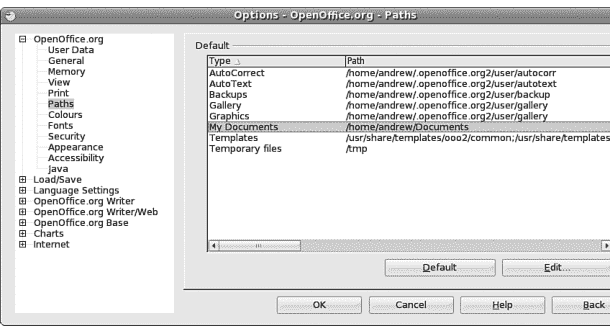 Options - OpenOffice.org - Paths
OpenOffice.org
User Data
General
Memory
View
Print
Paths
Colours
Fonts
Security
Appearance
Accessibility
Java
Load/Save
Language Settings
OpenOffice.org Writer
OpenOffice.org Writer/Web
OpenOffice.org Base
Charts
Internet
Default
Type Path
AutoCorrect /home/andrew/.openoffice.org2/user/autocorr
AutoText /home/andrew/.openoffice.org2/user/autotext
Backups /home/andrew/.openoffice.org2/user/backup
Gallery /home/andrew/.openoffice.org2/user/gallery
Graphics /home/andrew/.openoffice.org2/user/gallery
My Documents /home/andrew/Documents
Templates /usr/share/templates/ooo2/common;/usr/share/templates
Temporary files /tmp
Default Edit...
OK Cancel Help Back